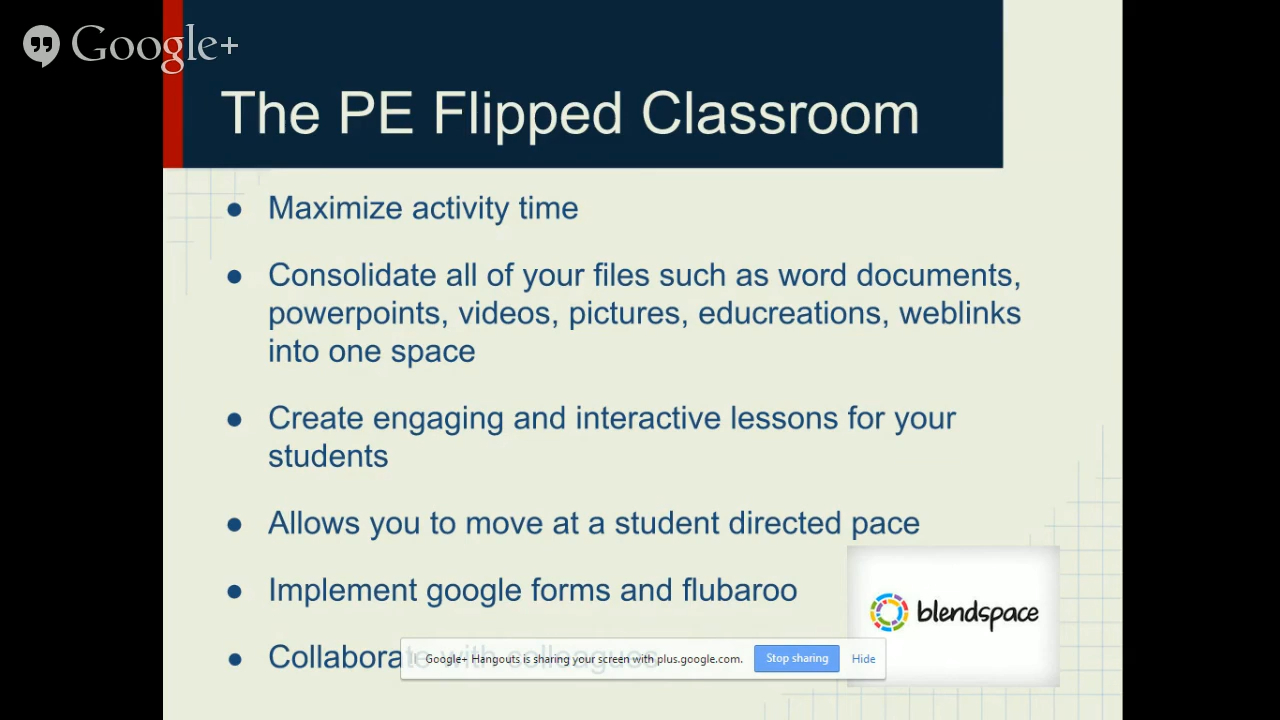 Google+
The PE Flipped Classroom
● Maximize activity time
● Consolidate all of your files such as word documents,
powerpoints, videos, pictures, educreations, weblinks
into one space
● Create engaging and interactive lessons for your
students
● Allows you to move at a student directed pace
● Implement google forms and flubaroo
blendspace
● Collaborate with colleagues
Google+ Hangouts is sharing your screen with plus.google.com. Stop sharing Hide